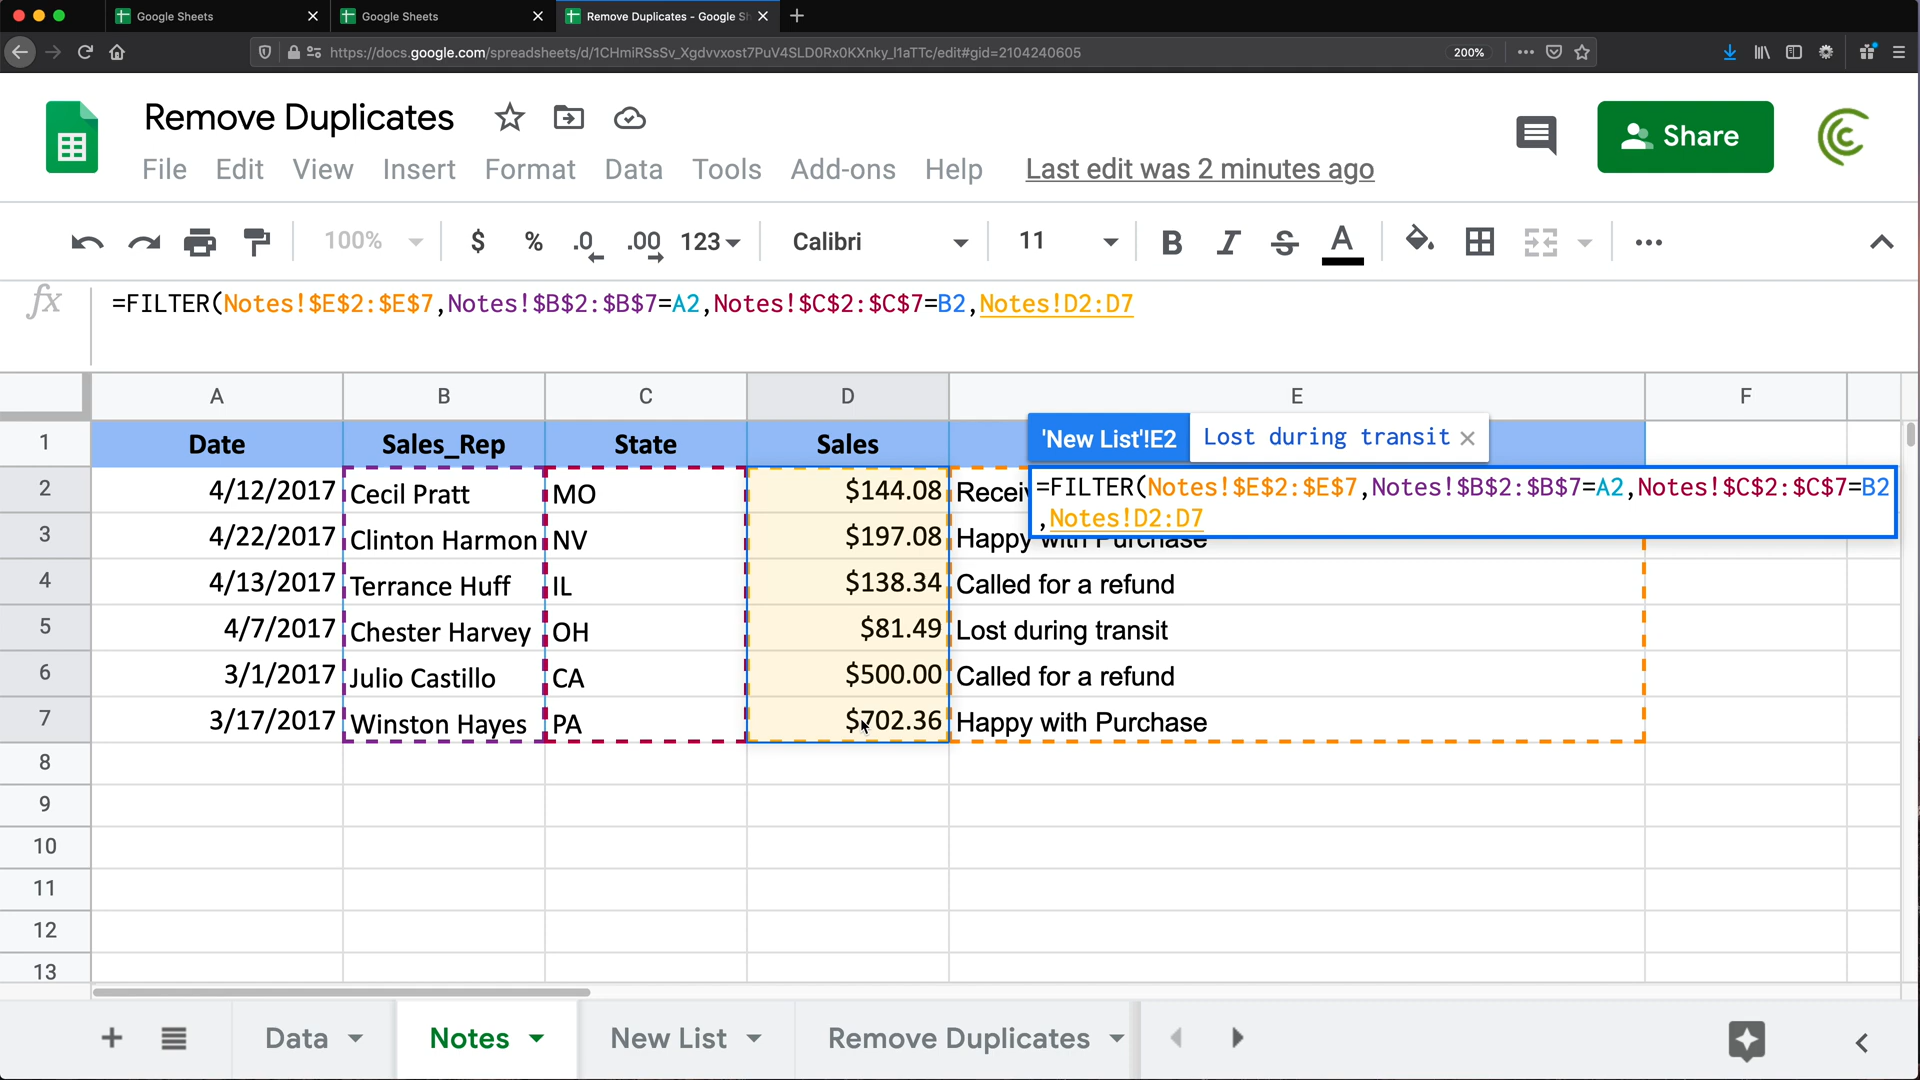 Google Sheets
Google Sheets
Remove Duplicates - Google Sh
https://docs.google.com/spreadsheets/d/1CHmiRSsSv_Xgdvvxost7PuV4SLD0Rx0KXnky_l1aTTc/edit#gid=2104240605
200%
Remove Duplicates
Share
File Edit View Insert Format Data Tools Add-ons Help Last edit was 2 minutes ago
100% $ % .0 .00 123 Calibri 11 B I S A
fx =FILTER(Notes!$E$2:$E$7,Notes!$B$2:$B$7=A2,Notes!$C$2:$C$7=B2,Notes!D2:D7
A B C D E F
1 Date Sales_Rep State Sales 'New List'!E2 Lost during transit
2 4/12/2017 Cecil Pratt MO $144.08 Recei =FILTER(Notes!$E$2:$E$7,Notes!$B$2:$B$7=A2,Notes!$C$2:$C$7=B2
,Notes!D2:D7
3 4/22/2017 Clinton Harmon NV $197.08 Happy with Purchase
4 4/13/2017 Terrance Huff IL $138.34 Called for a refund
5 4/7/2017 Chester Harvey OH $81.49 Lost during transit
6 3/1/2017 Julio Castillo CA $500.00 Called for a refund
7 3/17/2017 Winston Hayes PA $702.36 Happy with Purchase
8
9
10
11
12
13
Data Notes New List Remove Duplicates